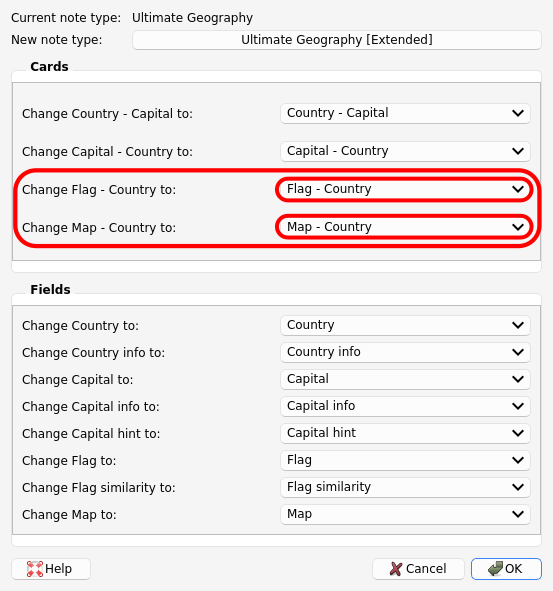 Current note type: Ultimate Geography
New note type: Ultimate Geography [Extended]
Cards
Change Country - Capital to: Country - Capital
Change Capital - Country to: Capital - Country
Change Flag - Country to: Flag - Country
Change Map - Country to: Map - Country
Fields
Change Country to: Country
Change Country info to: Country info
Change Capital to: Capital
Change Capital info to: Capital info
Change Capital hint to: Capital hint
Change Flag to: Flag
Change Flag similarity to: Flag similarity
Change Map to: Map
Help Cancel OK